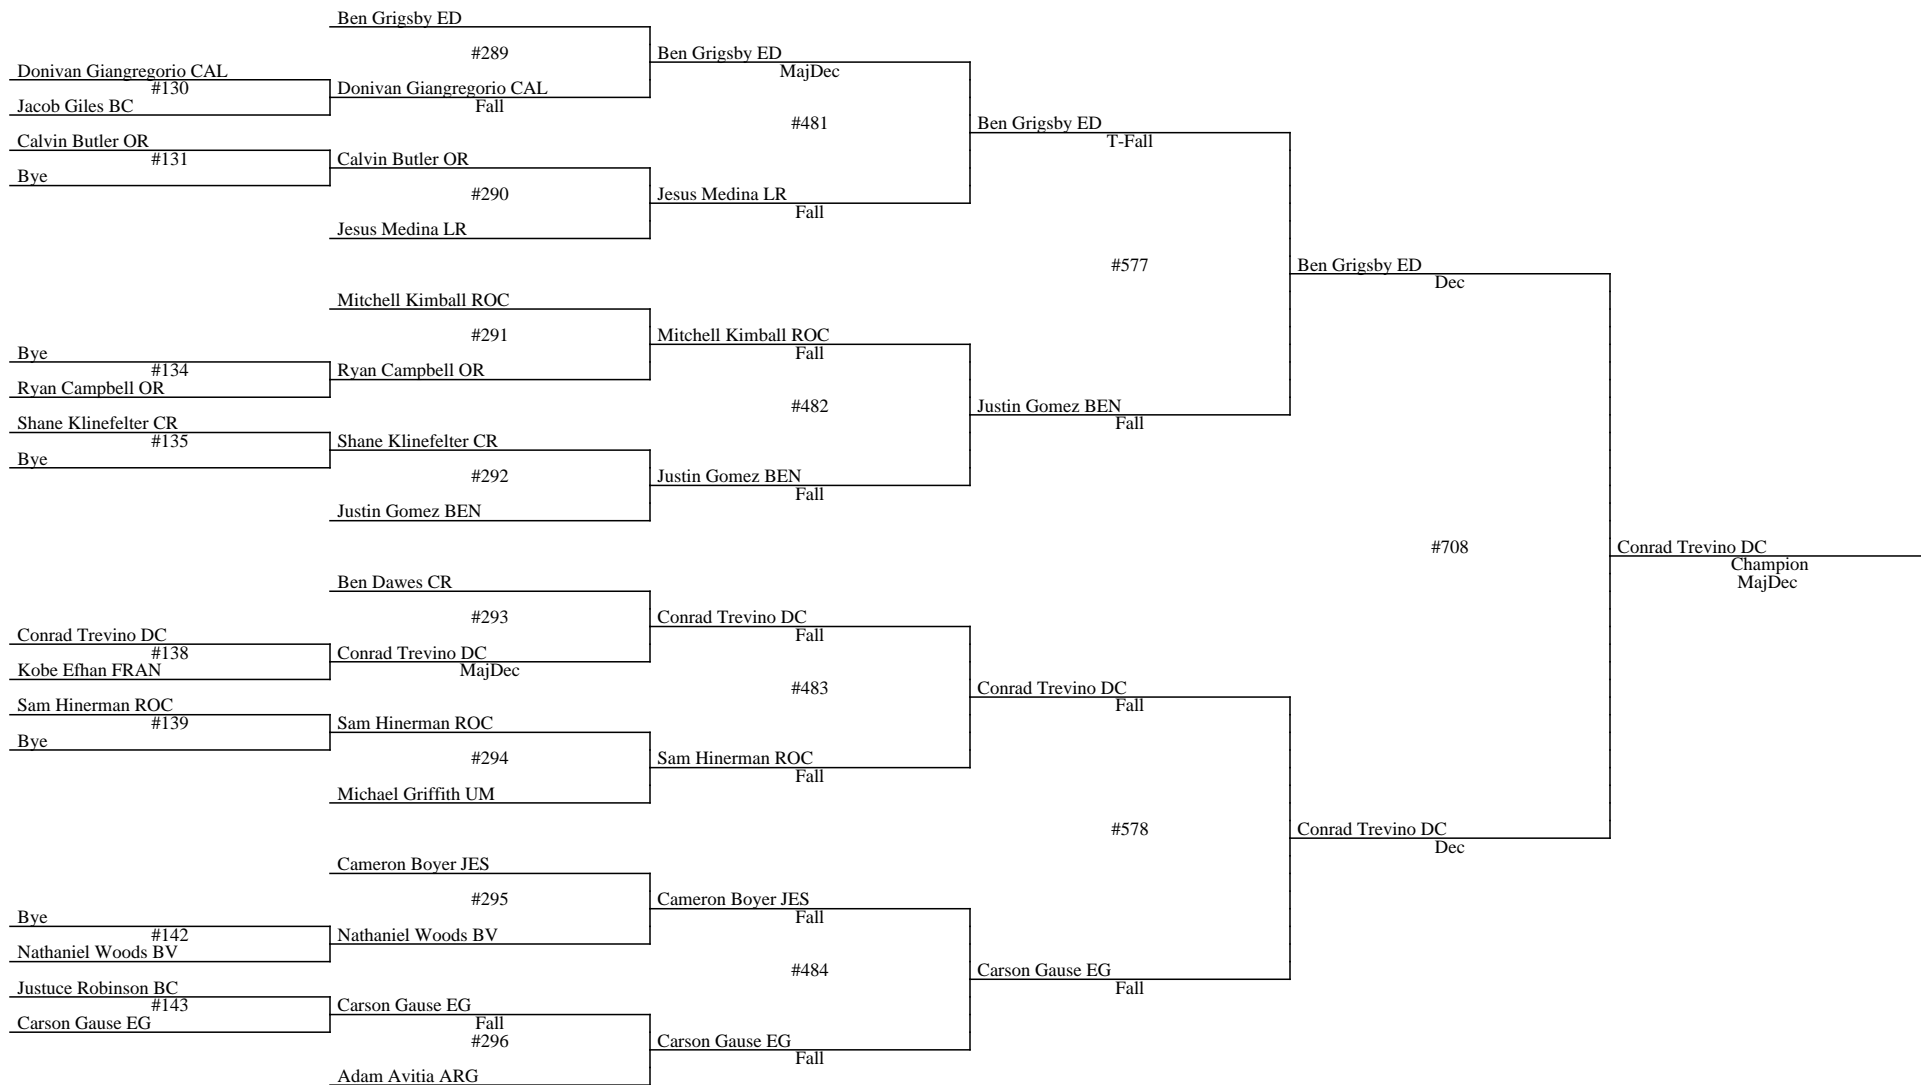 Ben Grigsby ED
#289
Ben Grigsby ED
MajDec
Donivan Giangregorio CAL
#130
Donivan Giangregorio CAL
Fall
Jacob Giles BC
#481
Ben Grigsby ED
T-Fall
Calvin Butler OR
#131
Calvin Butler OR
Bye
#290
Jesus Medina LR
Fall
Jesus Medina LR
#577
Ben Grigsby ED
Dec
Mitchell Kimball ROC
#291
Mitchell Kimball ROC
Fall
Bye
#134
Ryan Campbell OR
Ryan Campbell OR
#482
Justin Gomez BEN
Fall
Shane Klinefelter CR
#135
Shane Klinefelter CR
Bye
#292
Justin Gomez BEN
Fall
Justin Gomez BEN
#708
Conrad Trevino DC
Champion
MajDec
Ben Dawes CR
#293
Conrad Trevino DC
Fall
Conrad Trevino DC
#138
Conrad Trevino DC
MajDec
Kobe Efhan FRAN
#483
Conrad Trevino DC
Fall
Sam Hinerman ROC
#139
Sam Hinerman ROC
Bye
#294
Sam Hinerman ROC
Fall
Michael Griffith UM
#578
Conrad Trevino DC
Dec
Cameron Boyer JES
#295
Cameron Boyer JES
Fall
Bye
#142
Nathaniel Woods BV
Nathaniel Woods BV
#484
Carson Gause EG
Fall
Justuce Robinson BC
#143
Carson Gause EG
Fall
Carson Gause EG
#296
Carson Gause EG
Fall
Adam Avitia ARG